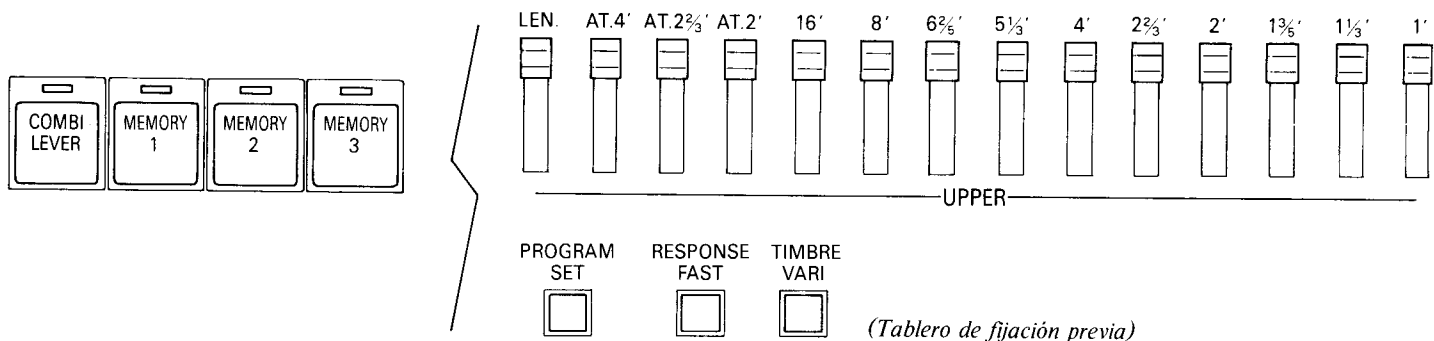 LEN. AT.4′ AT.2⅔′ AT.2′ 16′ 8′ 6⅖′ 5⅓′ 4′ 2⅔′ 2′ 1⅗′ 1⅓′ 1′
COMBI
LEVER
MEMORY
1
MEMORY
2
MEMORY
3
UPPER
PROGRAM
SET
RESPONSE
FAST
TIMBRE
VARI
(Tablero de fijación previa)